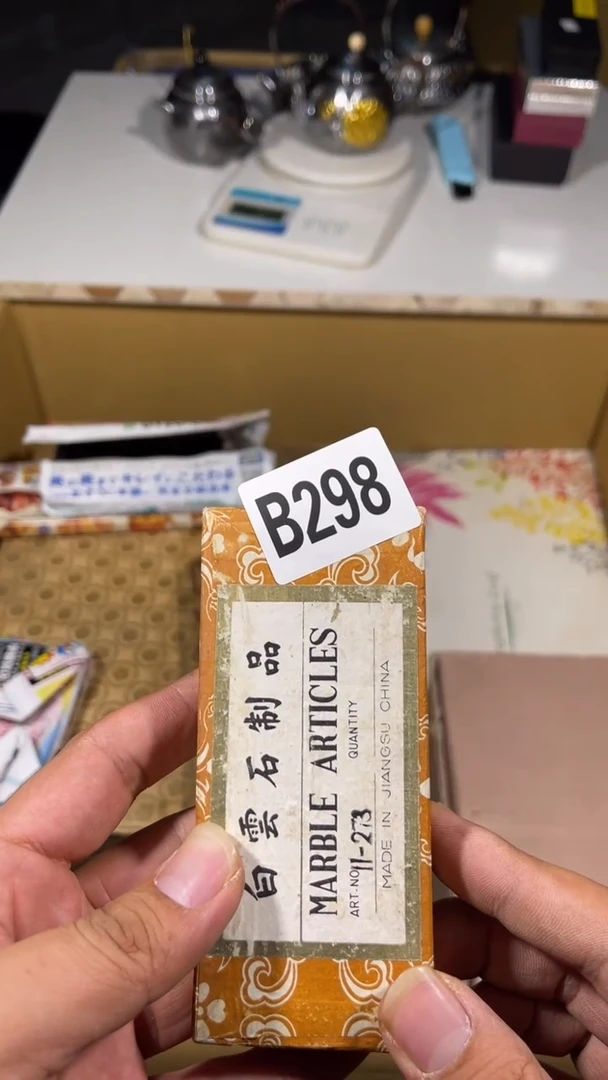 B298
白雲石制品
MARBLE ARTICLES
ART·NO 11-273 QUANTITY
MADE IN JIANGSU CHINA